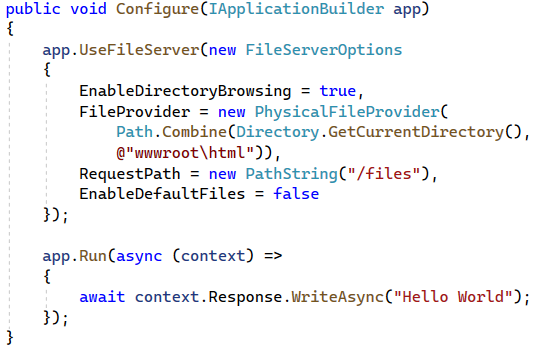 public void Configure(IApplicationBuilder app)
{
    app.UseFileServer(new FileServerOptions
    {
        EnableDirectoryBrowsing = true,
        FileProvider = new PhysicalFileProvider(
            Path.Combine(Directory.GetCurrentDirectory(),
            @"wwwroot\html")),
        RequestPath = new PathString("/files"),
        EnableDefaultFiles = false
    });

    app.Run(async (context) =>
    {
        await context.Response.WriteAsync("Hello World");
    });
}